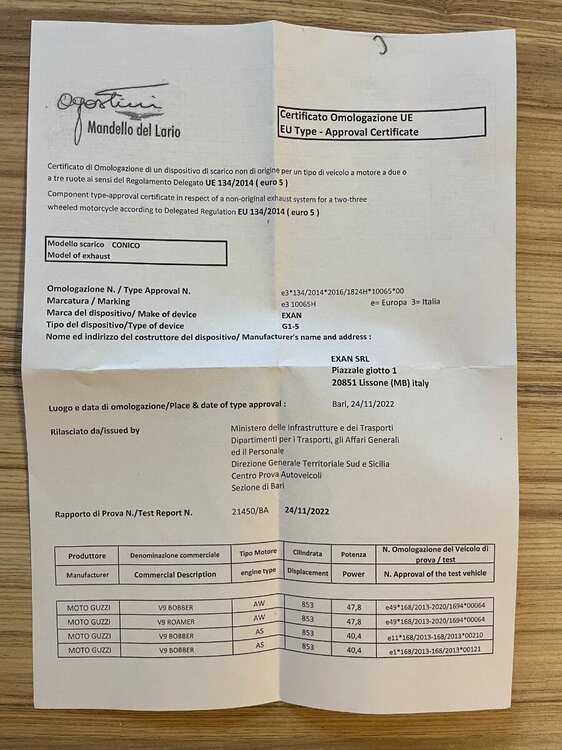 Agostini
Mandello del Lario
Certificato Omologazione UE
EU Type - Approval Certificate
Certificato di Omologazione di un dispositivo di scarico non di origine per un tipo di veicolo a motore a due o
a tre ruote ai sensi del Regolamento Delegato UE 134/2014 ( euro 5 )
Component type-approval certificate in respect of a non-original exhaust system for a two-three
wheeled motorcycle according to Delegated Regulation EU 134/2014 ( euro 5 )
Modello scarico CONICO
Model of exhaust
Omologazione N. / Type Approval N. e3*134/2014*2016/1824H*10065*00
Marcatura / Marking e3 10065H e= Europa 3= Italia
Marca del dispositivo/ Make of device EXAN
Tipo del dispositivo/Type of device G1-5
Nome ed indirizzo del costruttore del dispositivo/ Manufacturer's name and address :
EXAN SRL
Piazzale giotto 1
20851 Lissone (MB) italy
Luogo e data di omologazione/Place & date of type approval : Bari, 24/11/2022
Rilasciato da/issued by Ministero delle Infrastrutture e dei Trasporti
Dipartimenti per i Trasporti, gli Affari Generali
ed il Personale
Direzione Generale Territoriale Sud e Sicilia
Centro Prova Autoveicoli
Sezione di Bari
Rapporto di Prova N./Test Report N. 21450/BA 24/11/2022
Produttore Denominazione commerciale Tipo Motore Cilindrata Potenza N. Omologazione del Veicolo di
prova / test
Manufacturer Commercial Description engine type Displacement Power N. Approval of the test vehicle
MOTO GUZZI V9 BOBBER AW 853 47,8 e49*168/2013-2020/1694*00064
MOTO GUZZI V9 ROAMER AW 853 47,8 e49*168/2013-2020/1694*00064
MOTO GUZZI V9 BOBBER AS 853 40,4 e11*168/2013-168/2013*00210
MOTO GUZZI V9 BOBBER AS 853 40,4 e1*168/2013-168/2013*00121